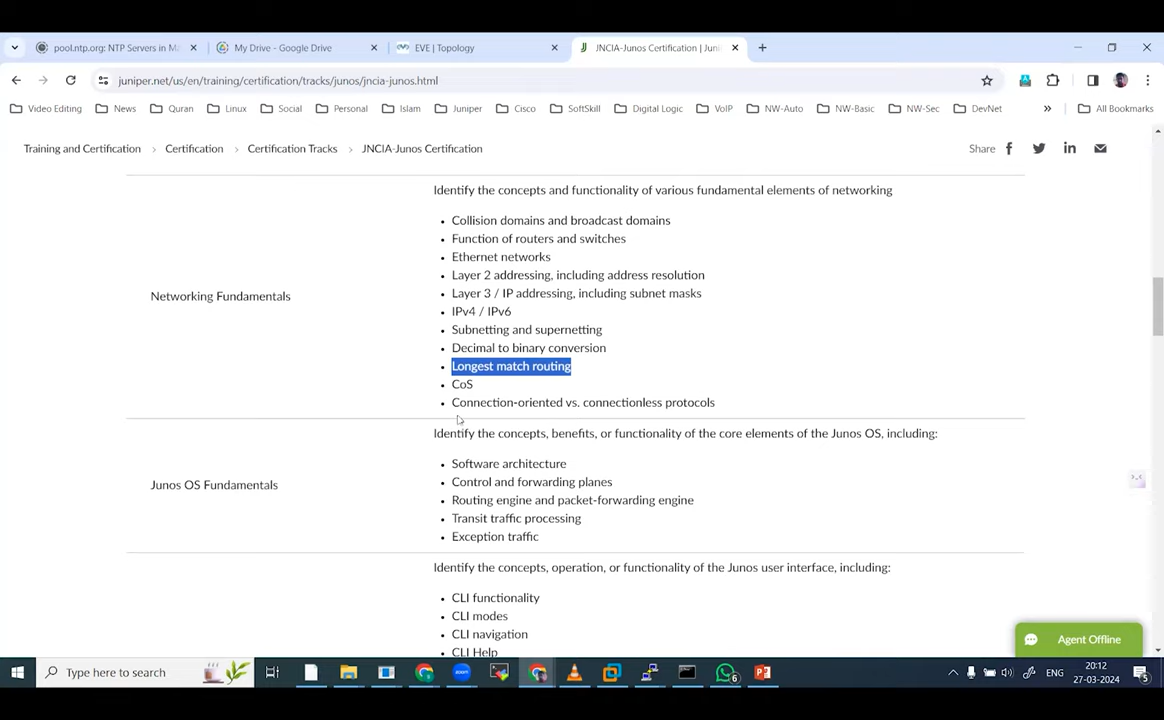 pool.ntp.org: NTP Servers in M
My Drive - Google Drive
EVE | Topology
JNCIA-Junos Certification | Juni
juniper.net/us/en/training/certification/tracks/junos/jncia-junos.html
Video Editing
News
Quran
Linux
Social
Personal
Islam
Juniper
Cisco
SoftSkill
Digital Logic
VoIP
NW-Auto
NW-Basic
NW-Sec
DevNet
All Bookmarks
Training and Certification > Certification > Certification Tracks > JNCIA-Junos Certification
Share
Identify the concepts and functionality of various fundamental elements of networking
Networking Fundamentals
• Collision domains and broadcast domains
• Function of routers and switches
• Ethernet networks
• Layer 2 addressing, including address resolution
• Layer 3 / IP addressing, including subnet masks
• IPv4 / IPv6
• Subnetting and supernetting
• Decimal to binary conversion
• Longest match routing
• CoS
• Connection-oriented vs. connectionless protocols
Identify the concepts, benefits, or functionality of the core elements of the Junos OS, including:
Junos OS Fundamentals
• Software architecture
• Control and forwarding planes
• Routing engine and packet-forwarding engine
• Transit traffic processing
• Exception traffic
Identify the concepts, operation, or functionality of the Junos user interface, including:
• CLI functionality
• CLI modes
• CLI navigation
• CLI Help
Agent Offline
Type here to search
6
ENG
20:12
27-03-2024
5